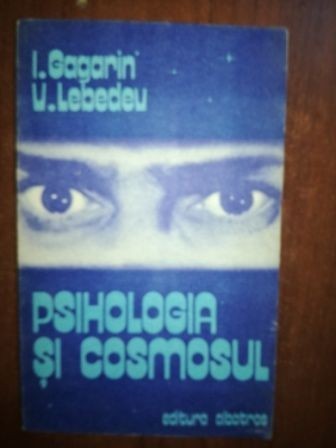 I. Gagarin
V. Lebedev
PSIHOLOGIA
ȘI COSMOSUL
editura albatros